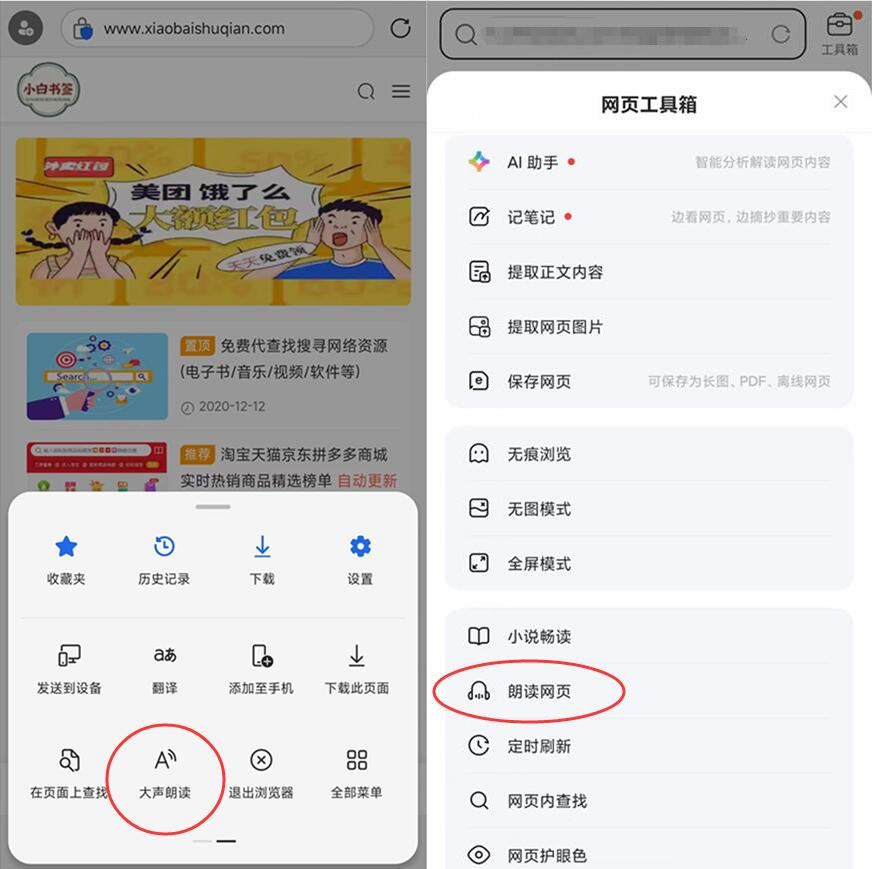 www.xiaobaishuqian.com
小白书签
外卖红包
美团 饿了么
大额红包
天天免费领
置顶 免费代查找搜寻网络资源
(电子书/音乐/视频/软件等)
2020-12-12
Search...
推荐 淘宝天猫京东拼多多商城
实时热销商品精选榜单 自动更新
收藏夹 历史记录 下载 设置
aあ
发送到设备 翻译 添加至手机 下载此页面
在页面上查找 大声朗读 退出浏览器 全部菜单
工具箱
网页工具箱
AI 助手 智能分析解读网页内容
记笔记 边看网页，边摘抄重要内容
提取正文内容
提取网页图片
保存网页 可保存为长图、PDF、离线网页
无痕浏览
无图模式
全屏模式
小说畅读
朗读网页
定时刷新
网页内查找
网页护眼色